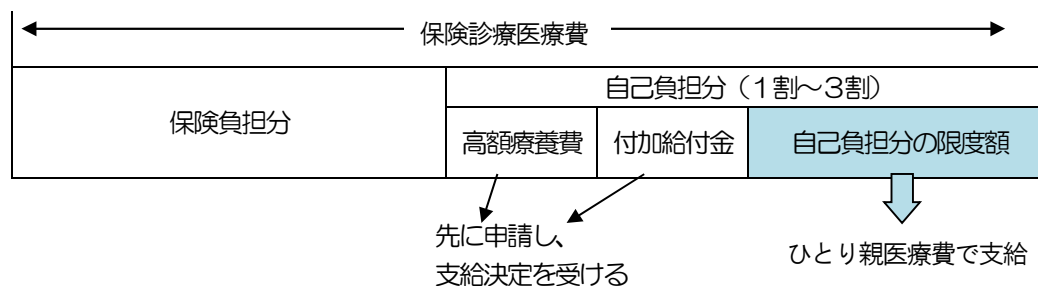 保険診療医療費
保険負担分
自己負担分（１割～３割）
高額療養費
付加給付金
自己負担分の限度額
先に申請し、
支給決定を受ける
ひとり親医療費で支給